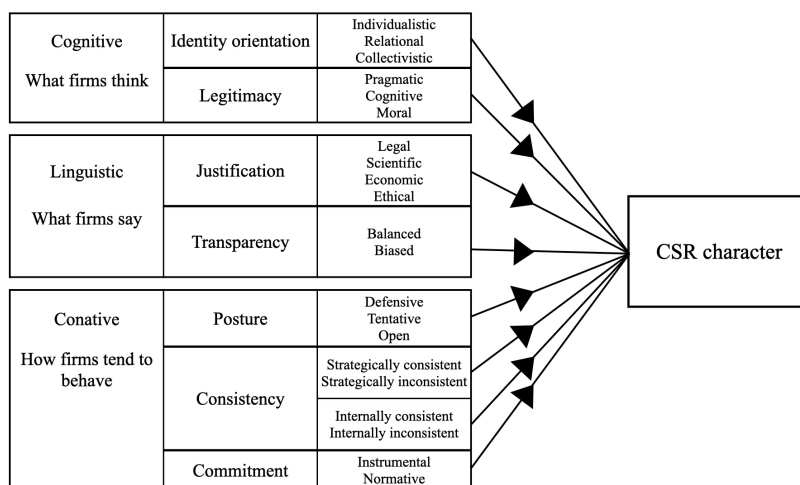 Cognitive
What firms think
Identity orientation
Individualistic
Relational
Collectivistic
Legitimacy
Pragmatic
Cognitive
Moral
Linguistic
What firms say
Justification
Legal
Scientific
Economic
Ethical
Transparency
Balanced
Biased
Conative
How firms tend to
behave
Posture
Defensive
Tentative
Open
Consistency
Strategically consistent
Strategically inconsistent
Internally consistent
Internally inconsistent
Commitment
Instrumental
Normative
CSR character